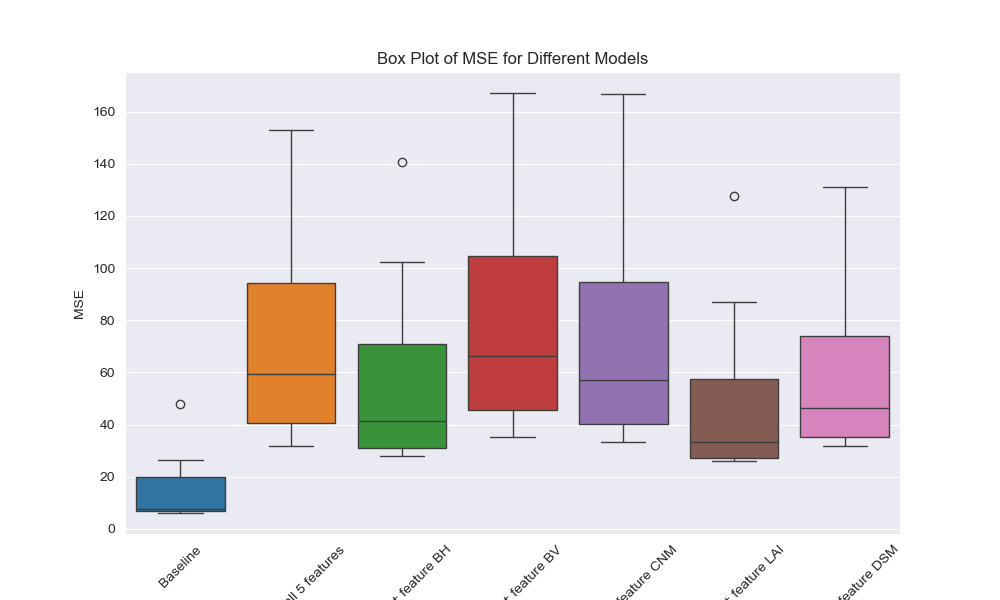 Box Plot of MSE for Different Models
MSE
160
140
120
100
80
60
40
20
0
Baseline
5 features
feature BH
feature BV
feature CNM
feature LAI
feature DSM